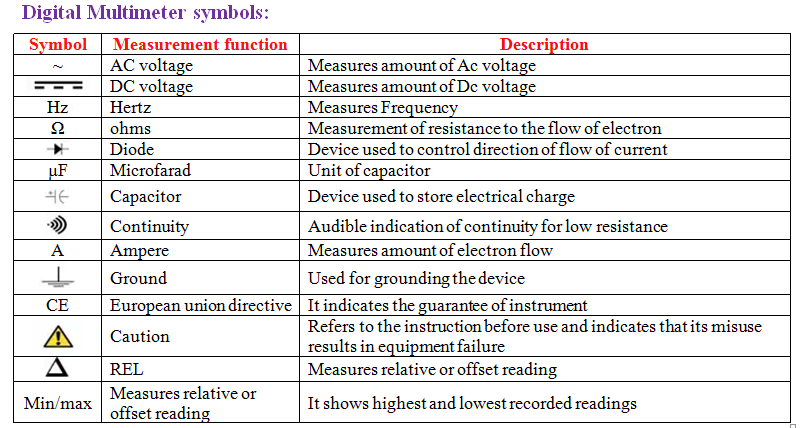 Digital Multimeter symbols:
Symbol Measurement function Description
~ AC voltage Measures amount of Ac voltage
DC voltage Measures amount of Dc voltage
Hz Hertz Measures Frequency
Ω ohms Measurement of resistance to the flow of electron
Diode Device used to control direction of flow of current
µF Microfarad Unit of capacitor
Capacitor Device used to store electrical charge
Continuity Audible indication of continuity for low resistance
A Ampere Measures amount of electron flow
Ground Used for grounding the device
CE European union directive It indicates the guarantee of instrument
Caution Refers to the instruction before use and indicates that its misuse
results in equipment failure
Δ REL Measures relative or offset reading
Min/max Measures relative or
offset reading It shows highest and lowest recorded readings